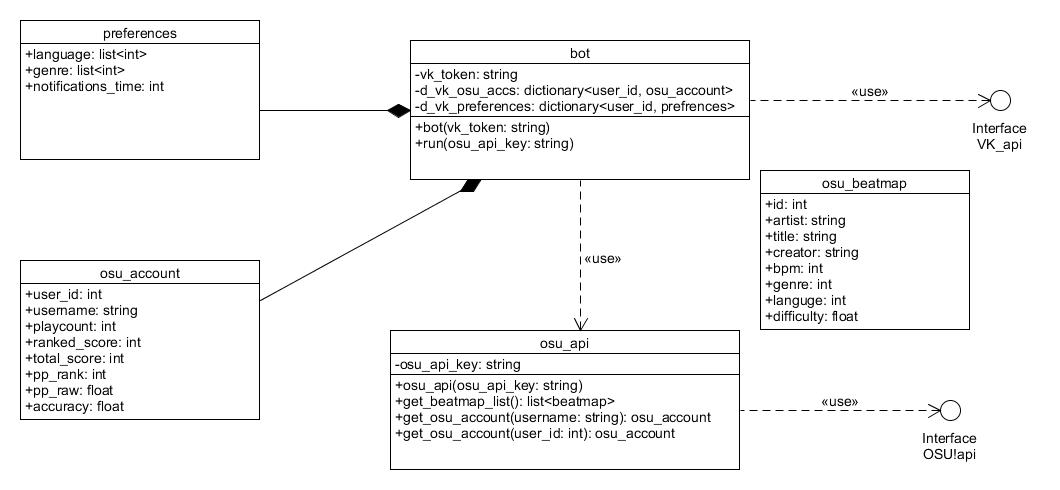 preferences
+language: list<int>
+genre: list<int>
+notifications_time: int
bot
-vk_token: string
-d_vk_osu_accs: dictionary<user_id, osu_account>
-d_vk_preferences: dictionary<user_id, prefrences>
+bot(vk_token: string)
+run(osu_api_key: string)
«use»
Interface
VK_api
osu_beatmap
+id: int
+artist: string
+title: string
+creator: string
+bpm: int
+genre: int
+languge: int
+difficulty: float
«use»
osu_account
+user_id: int
+username: string
+playcount: int
+ranked_score: int
+total_score: int
+pp_rank: int
+pp_raw: float
+accuracy: float
osu_api
-osu_api_key: string
+osu_api(osu_api_key: string)
+get_beatmap_list(): list<beatmap>
+get_osu_account(username: string): osu_account
+get_osu_account(user_id: int): osu_account
«use»
Interface
OSU!api